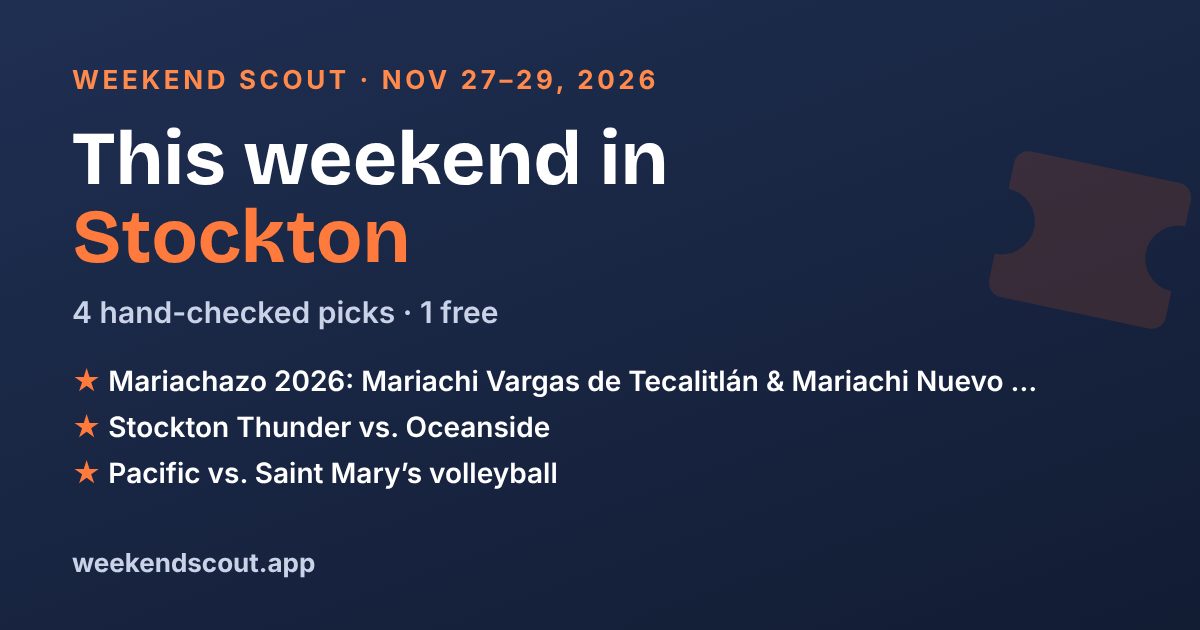 WEEKEND SCOUT · NOV 27–29, 2026
This weekend in
Stockton
4 hand-checked picks · 1 free
★ Mariachazo 2026: Mariachi Vargas de Tecalitlán & Mariachi Nuevo …
★ Stockton Thunder vs. Oceanside
★ Pacific vs. Saint Mary’s volleyball
weekendscout.app